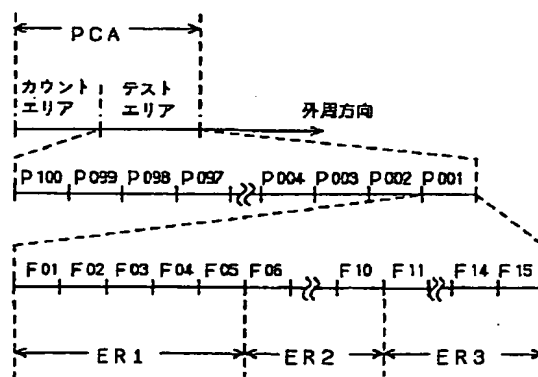 PCA
カウント エリア
テスト エリア
外周方向
P100 P099 P098 P097 P004 P003 P002 P001
F01 F02 F03 F04 F05 F06 F10 F11 F14 F15
ER1 ER2 ER3